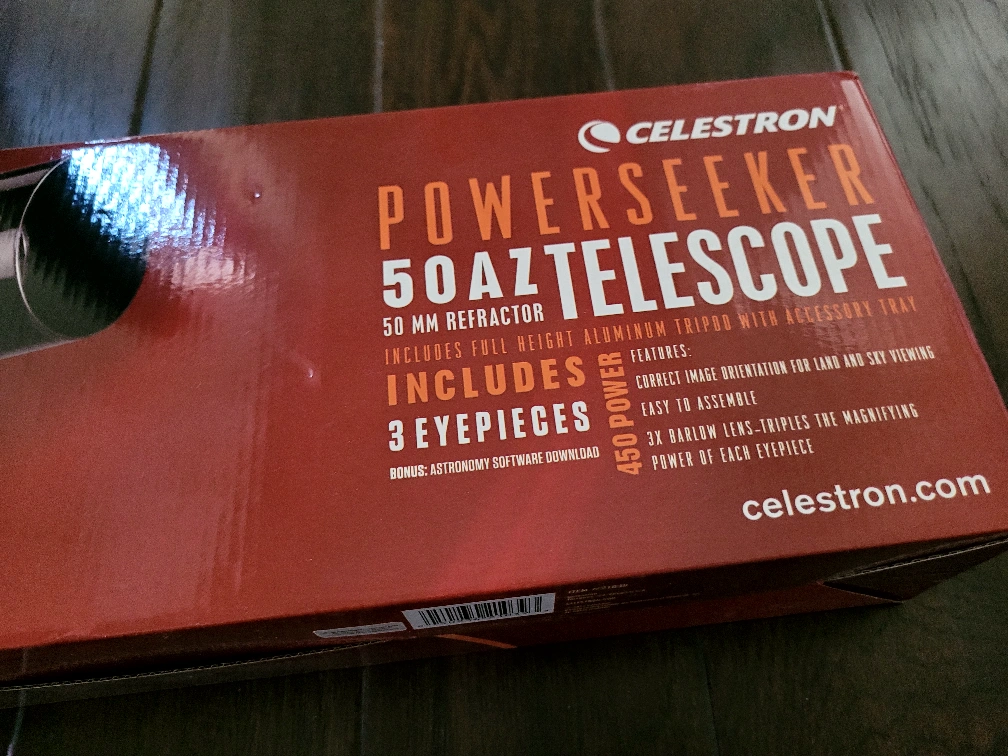 CELESTRON
POWERSEEKER
50AZ TELESCOPE
50 MM REFRACTOR
INCLUDES FULL HEIGHT ALUMINUM TRIPOD WITH ACCESSORY TRAY
INCLUDES
3 EYEPIECES
BONUS: ASTRONOMY SOFTWARE DOWNLOAD
450 POWER
FEATURES:
CORRECT IMAGE ORIENTATION FOR LAND AND SKY VIEWING
EASY TO ASSEMBLE
3X BARLOW LENS-TRIPLES THE MAGNIFYING
POWER OF EACH EYEPIECE
celestron.com